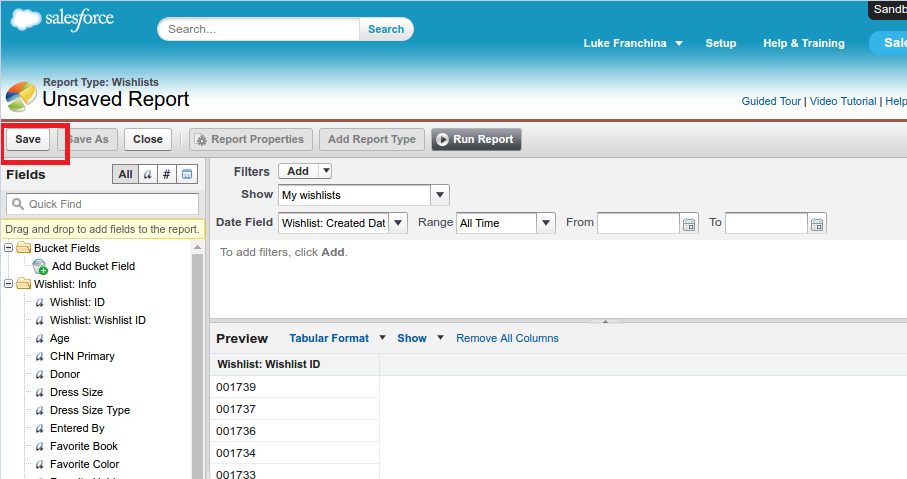 Sandb
salesforce
Search...
Search
Luke Franchina
Setup
Help & Training
Sale
Report Type: Wishlists
Unsaved Report
Guided Tour | Video Tutorial | Help
Save
Save As
Close
Report Properties
Add Report Type
Run Report
Fields
All
a
#
Quick Find
Drag and drop to add fields to the report.
Bucket Fields
Add Bucket Field
Wishlist: Info
a Wishlist: ID
a Wishlist: Wishlist ID
a Age
a CHN Primary
a Donor
a Dress Size
a Dress Size Type
a Entered By
a Favorite Book
a Favorite Color
Filters
Add
Show
My wishlists
Date Field
Wishlist: Created Dat
Range
All Time
From
To
To add filters, click Add.
Preview
Tabular Format
Show
Remove All Columns
Wishlist: Wishlist ID
001739
001737
001736
001734
001733